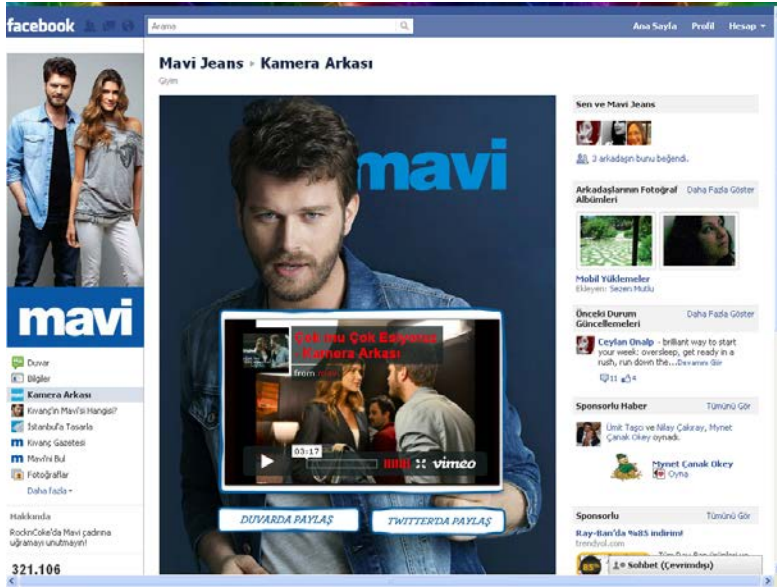 facebook
Arama
Ana Sayfa Profil Hesap
Mavi Jeans ▸ Kamera Arkası
Giyim
mavi
mavi
Duvar
Bilgiler
Kamera Arkası
Kıvanç'ın Mavi'si Hangisi?
İstanbul'a Tasarla
Kıvanç Gazetesi
Mavi'ni Bul
Fotoğraflar
Daha fazla
Hakkında
RocknCoke'da Mavi çadırına
uğramayı unutmayın!
321.106
Çok mu Çok Esiyoruz
- Kamera Arkası
from mavi
03:17
vimeo
DUVARDA PAYLAŞ
TWITTER'DA PAYLAŞ
Sen ve Mavi Jeans
3 arkadaşın bunu beğendi.
Arkadaşlarının Fotoğraf Daha Fazla Göster
Albümleri
Mobil Yüklemeler
Ekleyen: Sezen Mutlu
Önceki Durum Daha Fazla Göster
Güncellemeleri
Ceylan Onalp - brilliant way to start
your week: oversleep, get ready in a
rush, run down the...Devamını Gör
11 4
Sponsorlu Haber Tümünü Gör
Ümit Taşo ve Nilay Çakıray, Mynet
Çanak Okey oynadı.
Mynet Çanak Okey
Oyna
Sponsorlu Tümünü Gör
Ray-Ban'da %85 indirim!
trendyol.com
Sohbet (Çevrimdışı)